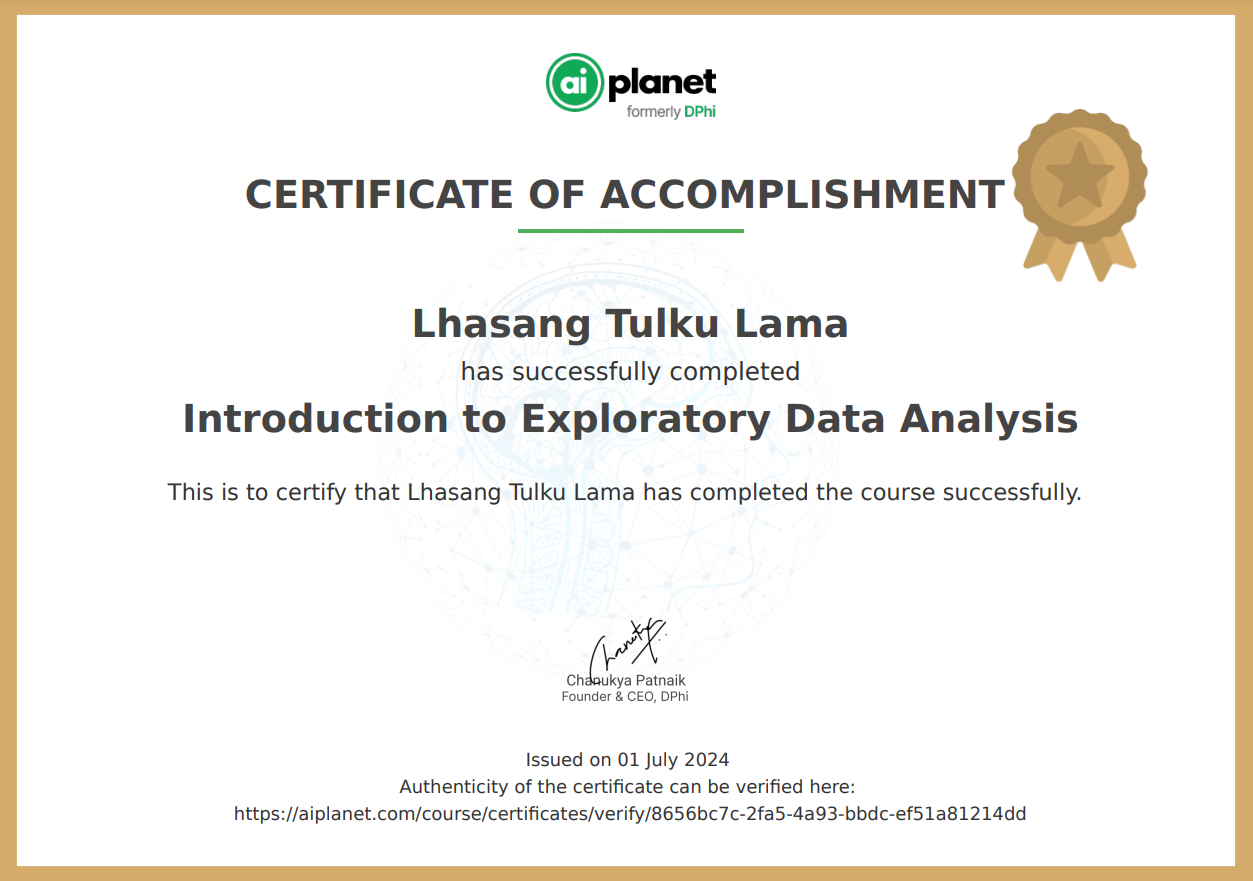 ai planet
formerly DPhi
CERTIFICATE OF ACCOMPLISHMENT
Lhasang Tulku Lama
has successfully completed
Introduction to Exploratory Data Analysis
This is to certify that Lhasang Tulku Lama has completed the course successfully.
Chanukya
Chanukya Patnaik
Founder & CEO, DPhi
Issued on 01 July 2024
Authenticity of the certificate can be verified here:
https://aiplanet.com/course/certificates/verify/8656bc7c-2fa5-4a93-bbdc-ef51a81214dd